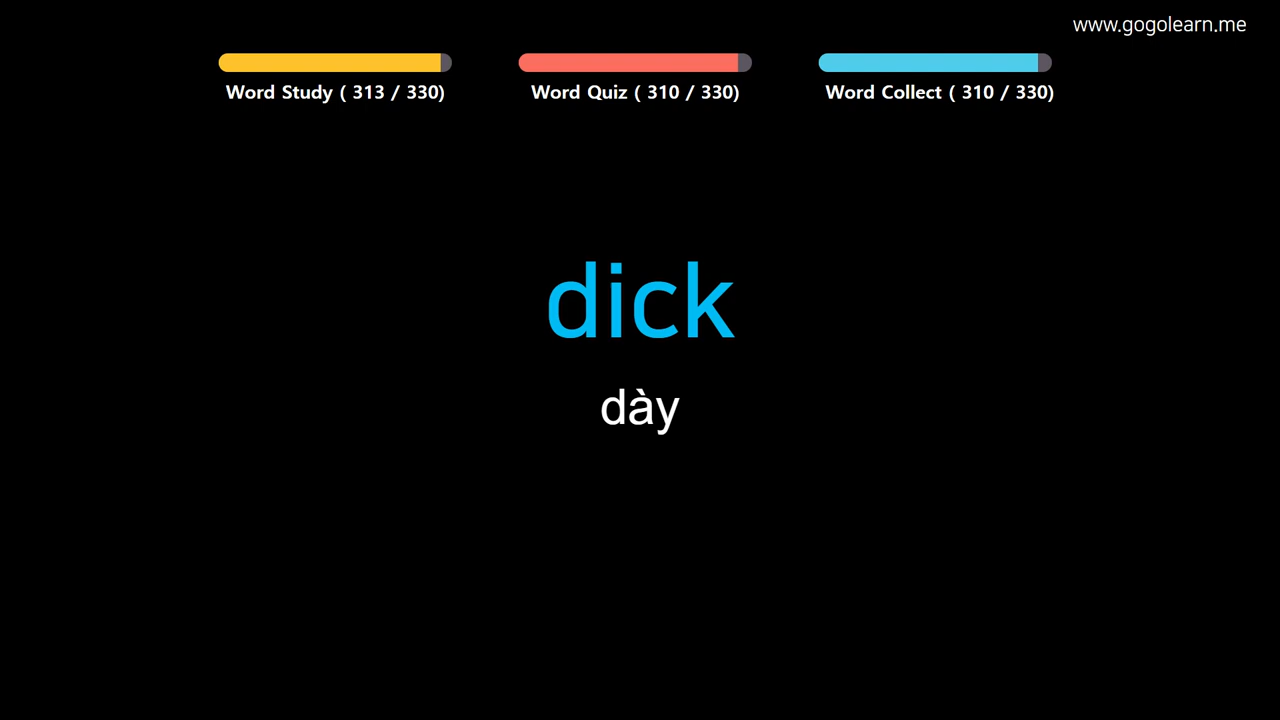 www.gogolearn.me
Word Study ( 313 / 330)
Word Quiz ( 310 / 330)
Word Collect ( 310 / 330)
dick
dày